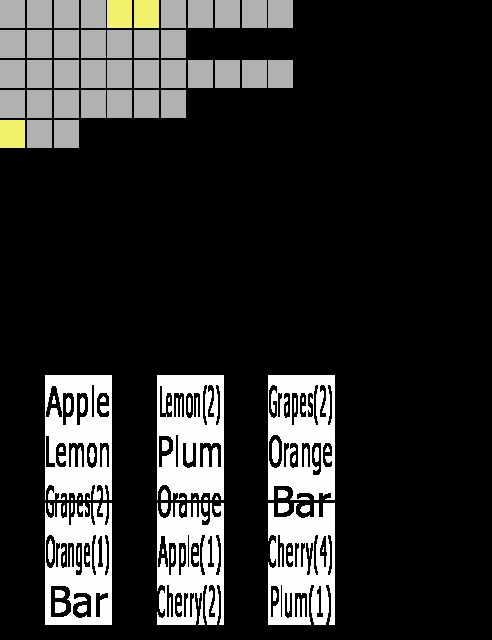 Apple Lemon(2) Grapes(2)
Lemon Plum Orange
Grapes(2) Orange Bar
Orange(1) Apple(1) Cherry(4)
Bar Cherry(2) Plum(1)